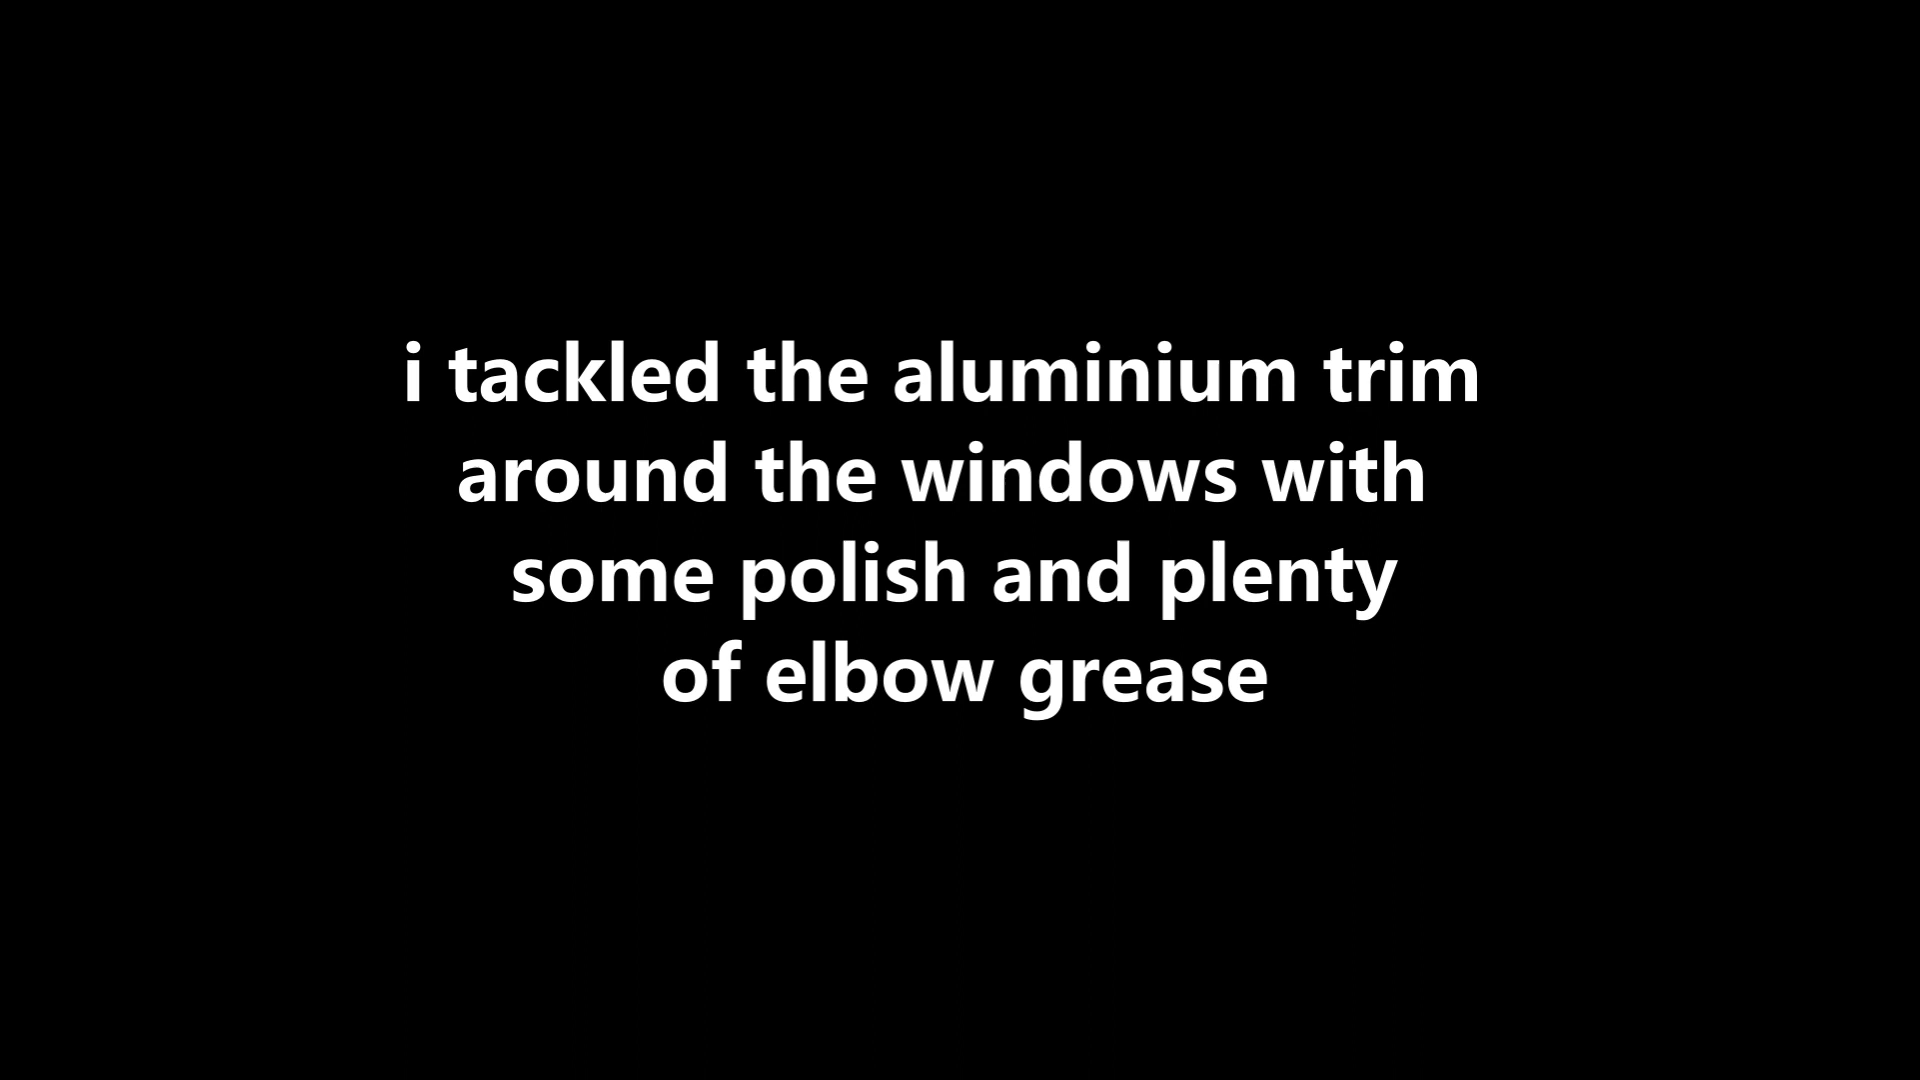 i tackled the aluminium trim
around the windows with
some polish and plenty
of elbow grease